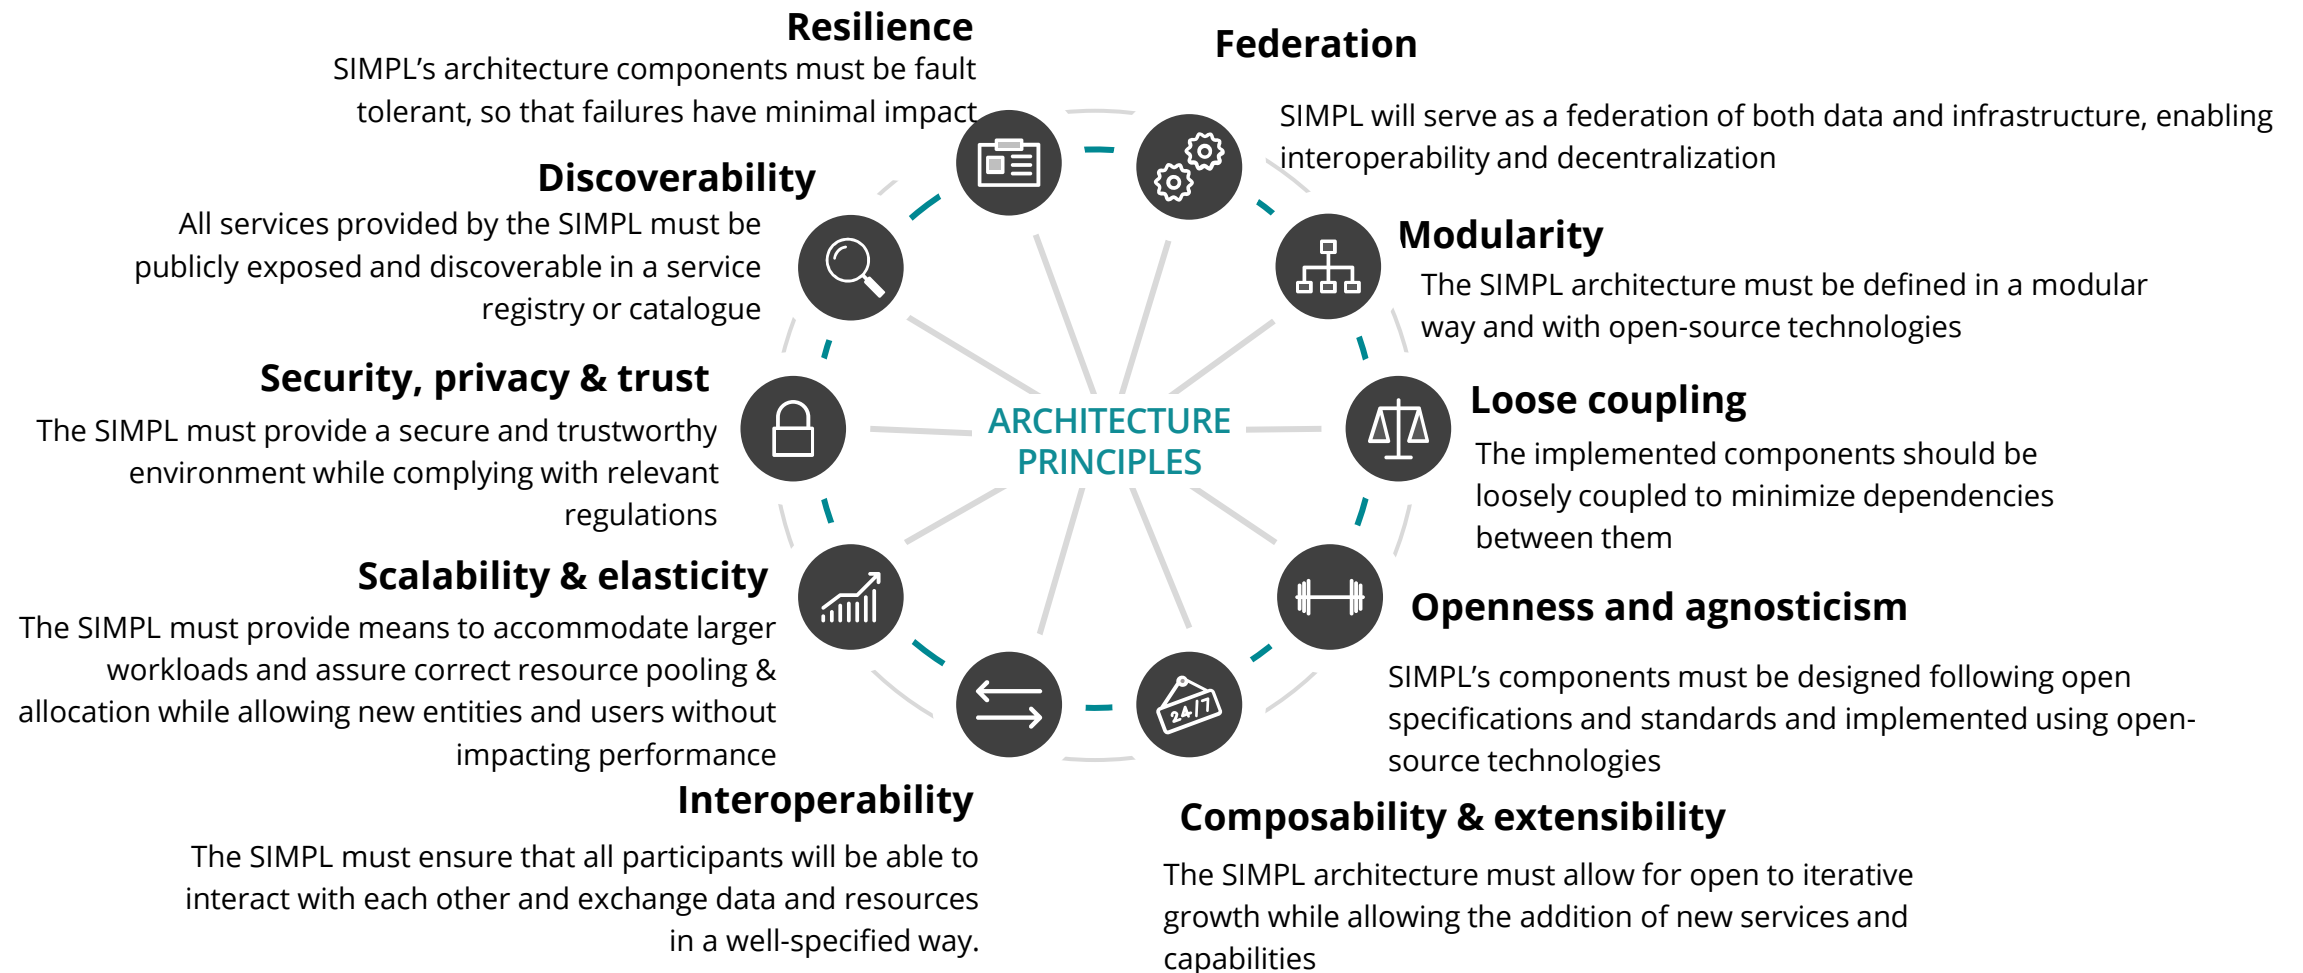 Resilience
SIMPL’s architecture components must be fault
tolerant, so that failures have minimal impact
Federation
SIMPL will serve as a federation of both data and infrastructure, enabling
interoperability and decentralization
Discoverability
All services provided by the SIMPL must be
publicly exposed and discoverable in a service
registry or catalogue
Modularity
The SIMPL architecture must be defined in a modular
way and with open-source technologies
Security, privacy & trust
The SIMPL must provide a secure and trustworthy
environment while complying with relevant
regulations
ARCHITECTURE
PRINCIPLES
Loose coupling
The implemented components should be
loosely coupled to minimize dependencies
between them
Scalability & elasticity
The SIMPL must provide means to accommodate larger
workloads and assure correct resource pooling &
allocation while allowing new entities and users without
impacting performance
Openness and agnosticism
SIMPL’s components must be designed following open
specifications and standards and implemented using open-
source technologies
24/7
Interoperability
The SIMPL must ensure that all participants will be able to
interact with each other and exchange data and resources
in a well-specified way.
Composability & extensibility
The SIMPL architecture must allow for open to iterative
growth while allowing the addition of new services and
capabilities